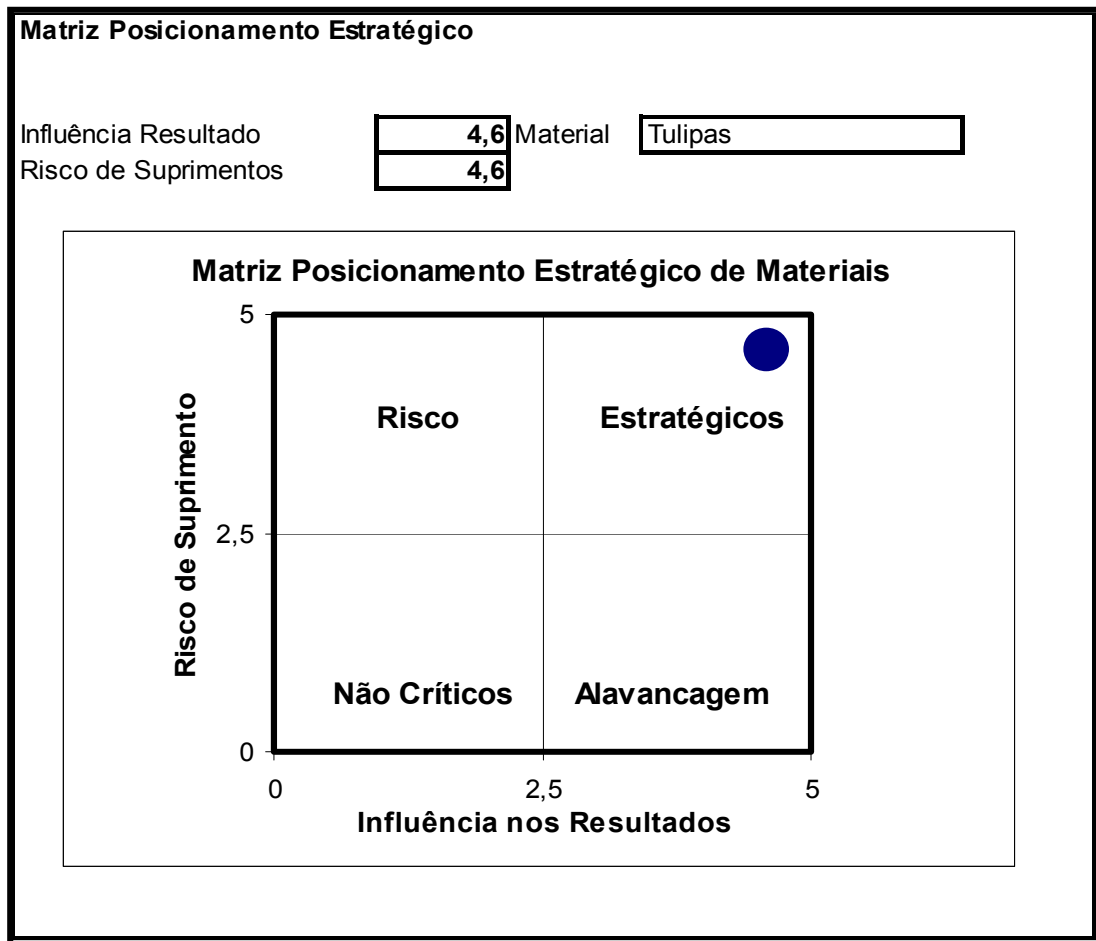 Matriz Posicionamento Estratégico
Influência Resultado 4,6 Material Tulipas
Risco de Suprimentos 4,6
Matriz Posicionamento Estratégico de Materiais
5
Risco Estratégicos
Risco de Suprimento
2,5
Não Críticos Alavancagem
0
0 2,5 5
Influência nos Resultados